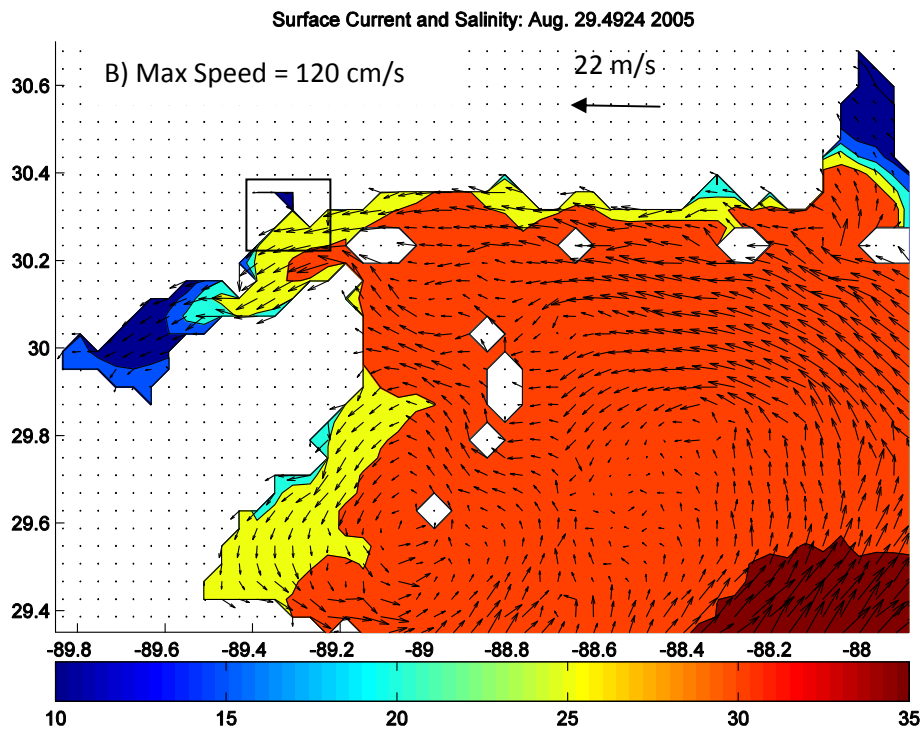 Surface Current and Salinity: Aug. 29.4924 2005
B) Max Speed = 120 cm/s
22 m/s
30.6
30.4
30.2
30
29.8
29.6
29.4
-89.8 -89.6 -89.4 -89.2 -89 -88.8 -88.6 -88.4 -88.2 -88
10 15 20 25 30 35